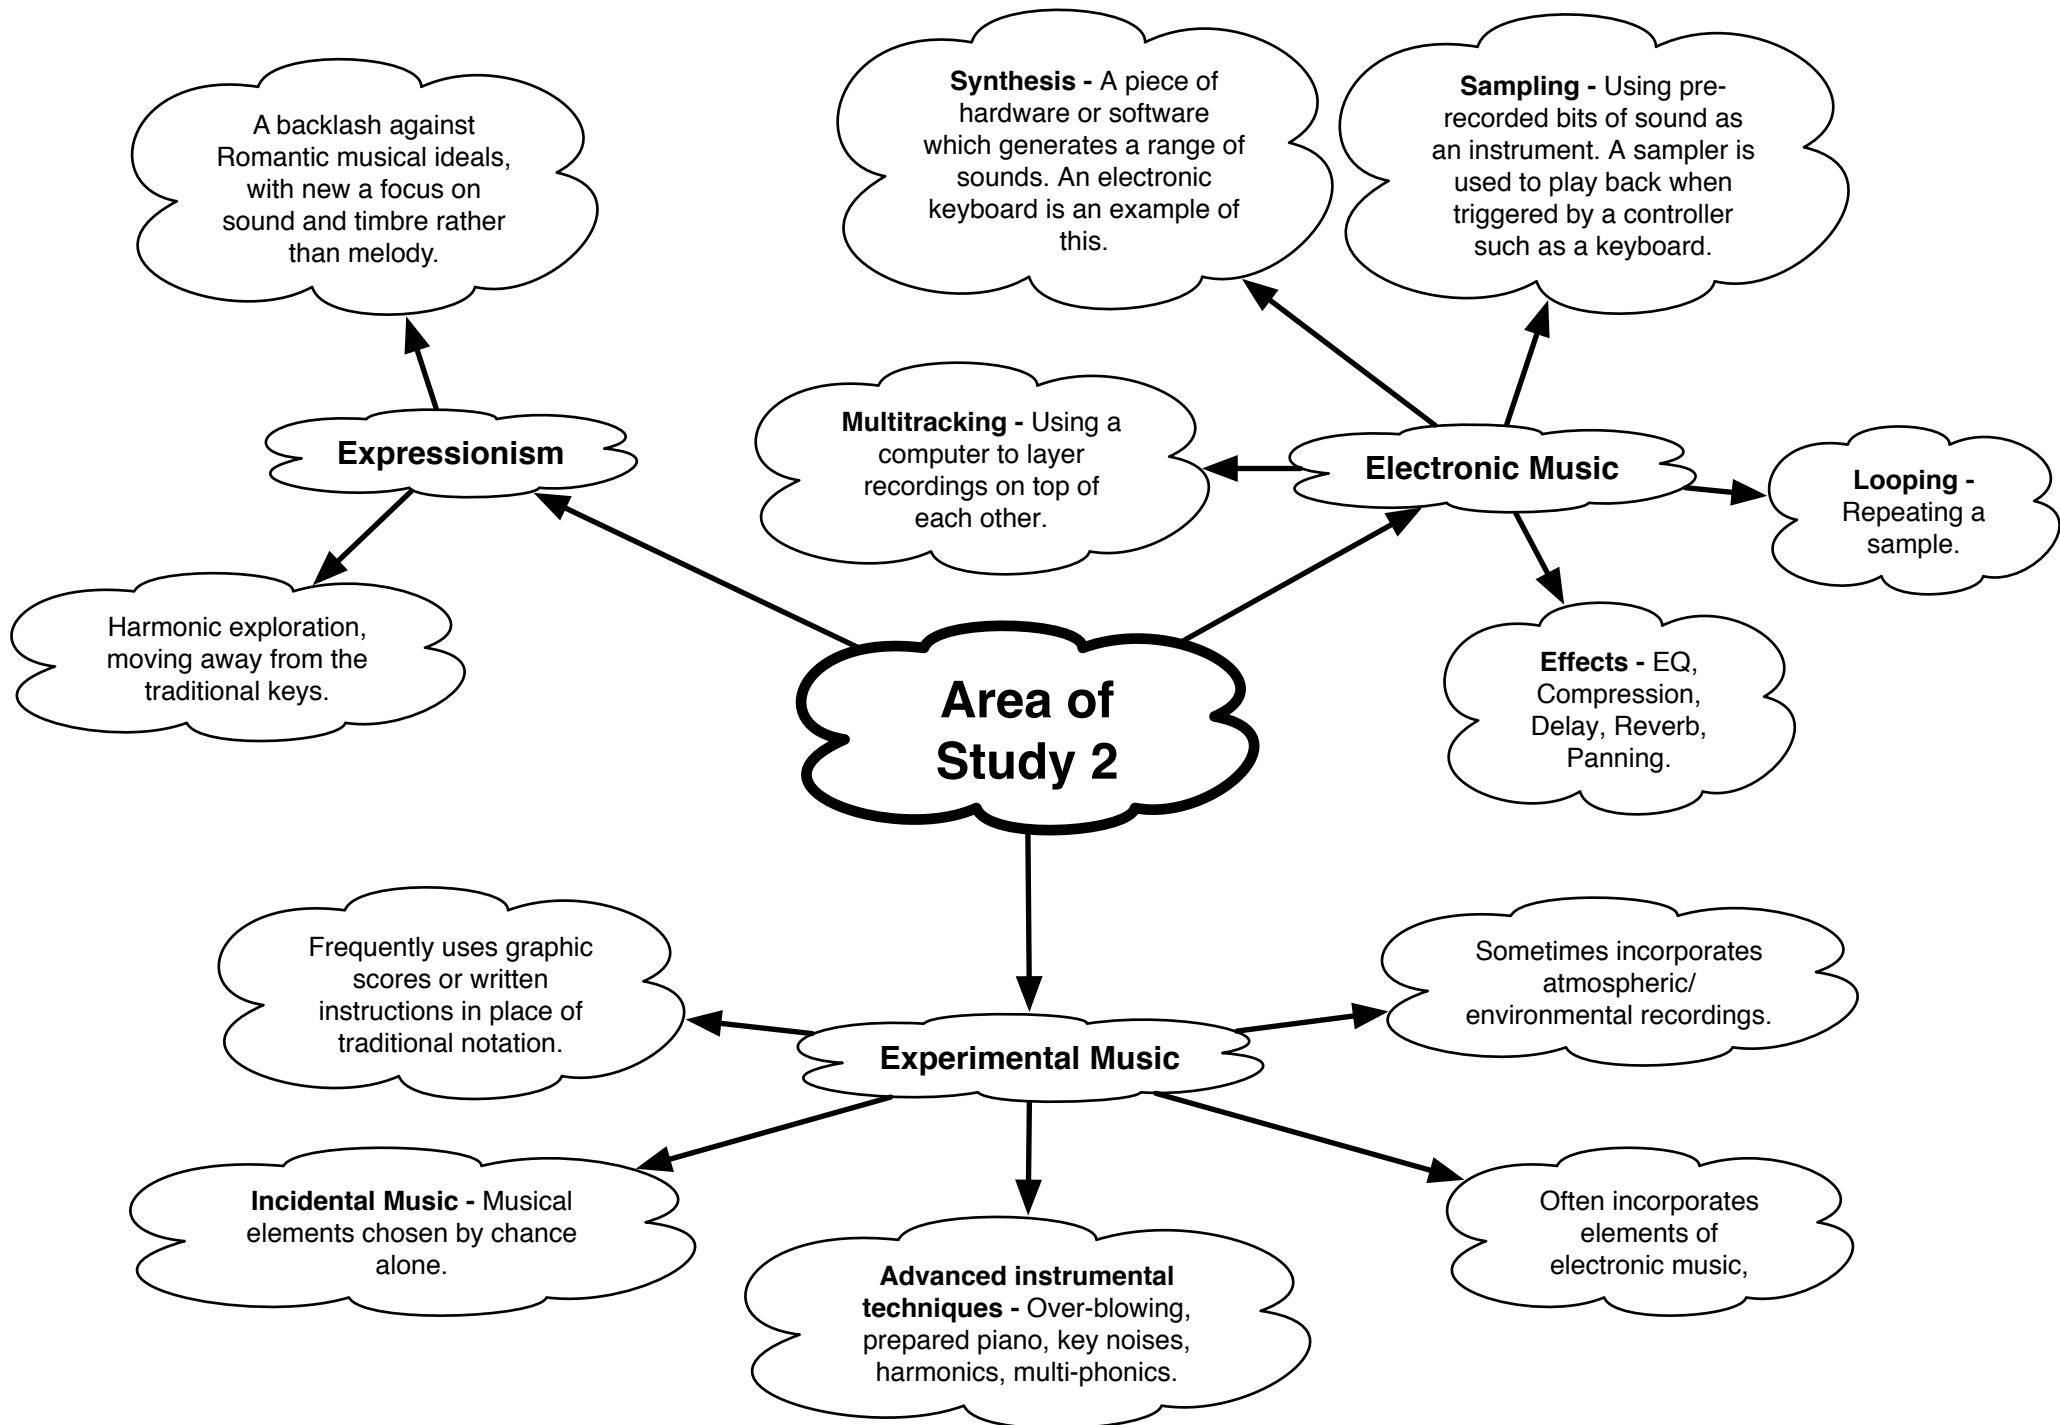 Synthesis - A piece of
hardware or software
which generates a range of
sounds. An electronic
keyboard is an example of
this.
Sampling - Using pre-
recorded bits of sound as
an instrument. A sampler is
used to play back when
triggered by a controller
such as a keyboard.
A backlash against
Romantic musical ideals,
with new a focus on
sound and timbre rather
than melody.
Multitracking - Using a
computer to layer
recordings on top of
each other.
Expressionism
Electronic Music
Looping -
Repeating a
sample.
Harmonic exploration,
moving away from the
traditional keys.
Area of
Study 2
Effects - EQ,
Compression,
Delay, Reverb,
Panning.
Frequently uses graphic
scores or written
instructions in place of
traditional notation.
Sometimes incorporates
atmospheric/
environmental recordings.
Experimental Music
Incidental Music - Musical
elements chosen by chance
alone.
Advanced instrumental
techniques - Over-blowing,
prepared piano, key noises,
harmonics, multi-phonics.
Often incorporates
elements of
electronic music,